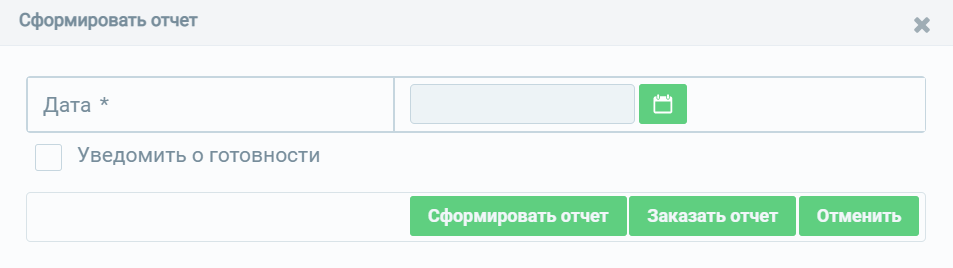 Сформировать отчет
Дата *
Уведомить о готовности
Сформировать отчет Заказать отчет Отменить